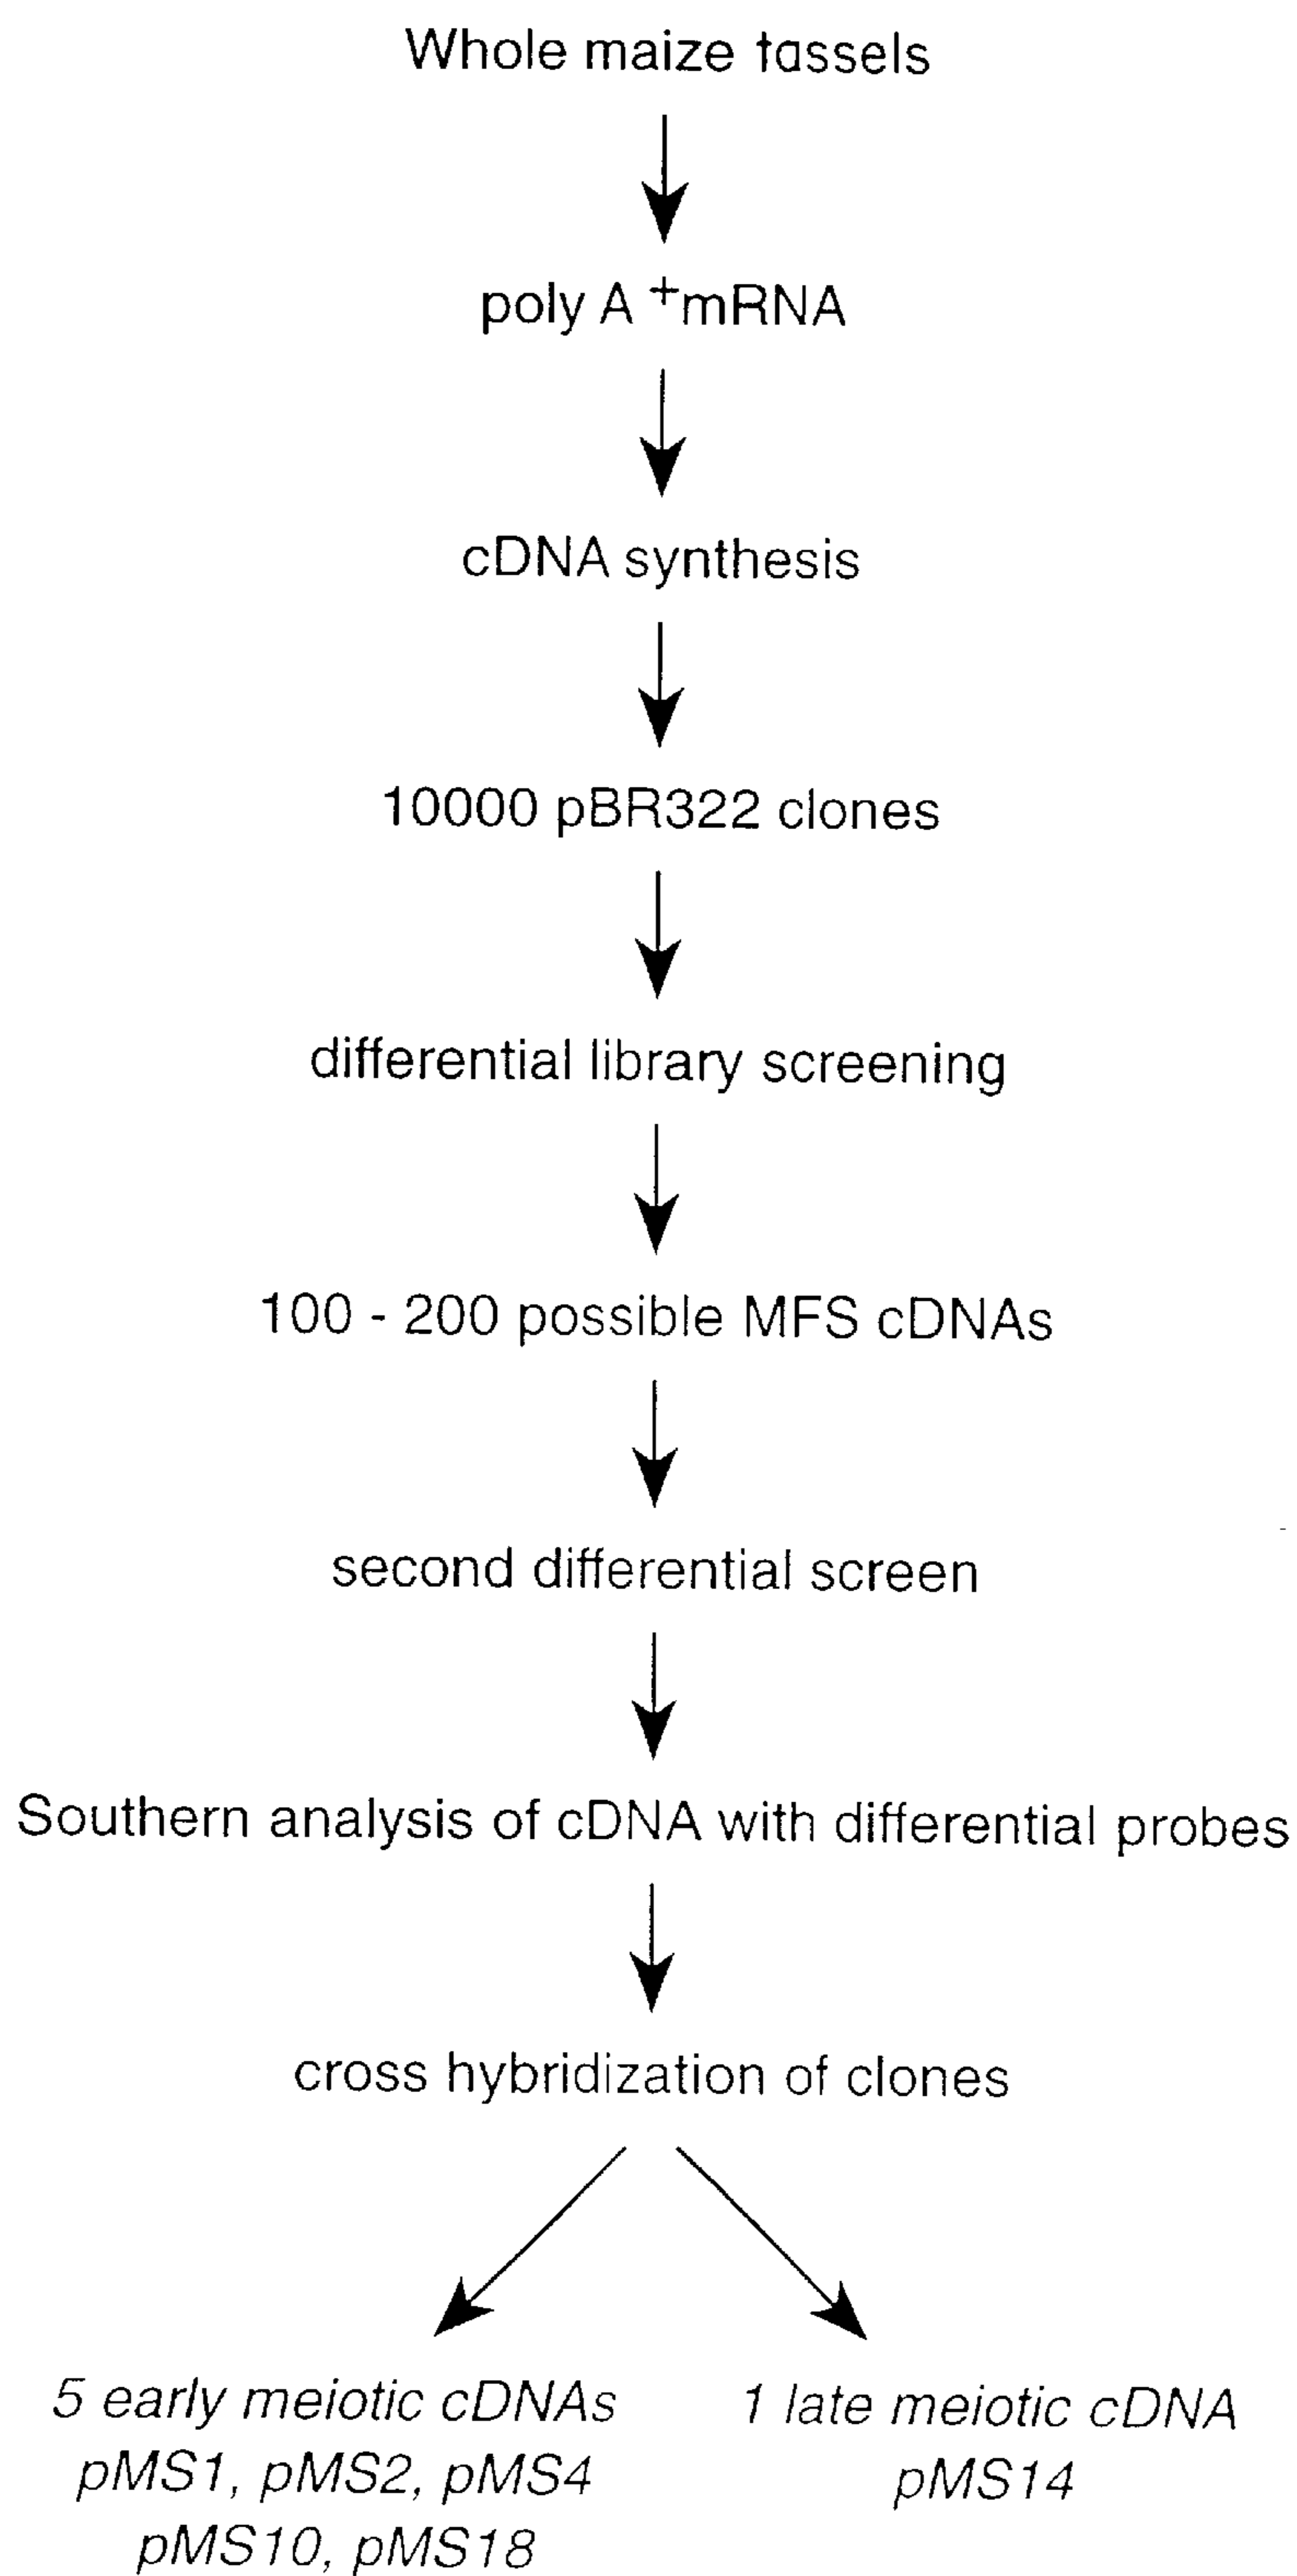 Whole maize tassels
poly A +mRNA
cDNA synthesis
10000 pBR322 clones
differential library screening
100 - 200 possible MFS cDNAs
second differential screen
Southern analysis of cDNA with differential probes
cross hybridization of clones
5 early meiotic cDNAs
pMS1, pMS2, pMS4
pMS10, pMS18
1 late meiotic cDNA
pMS14